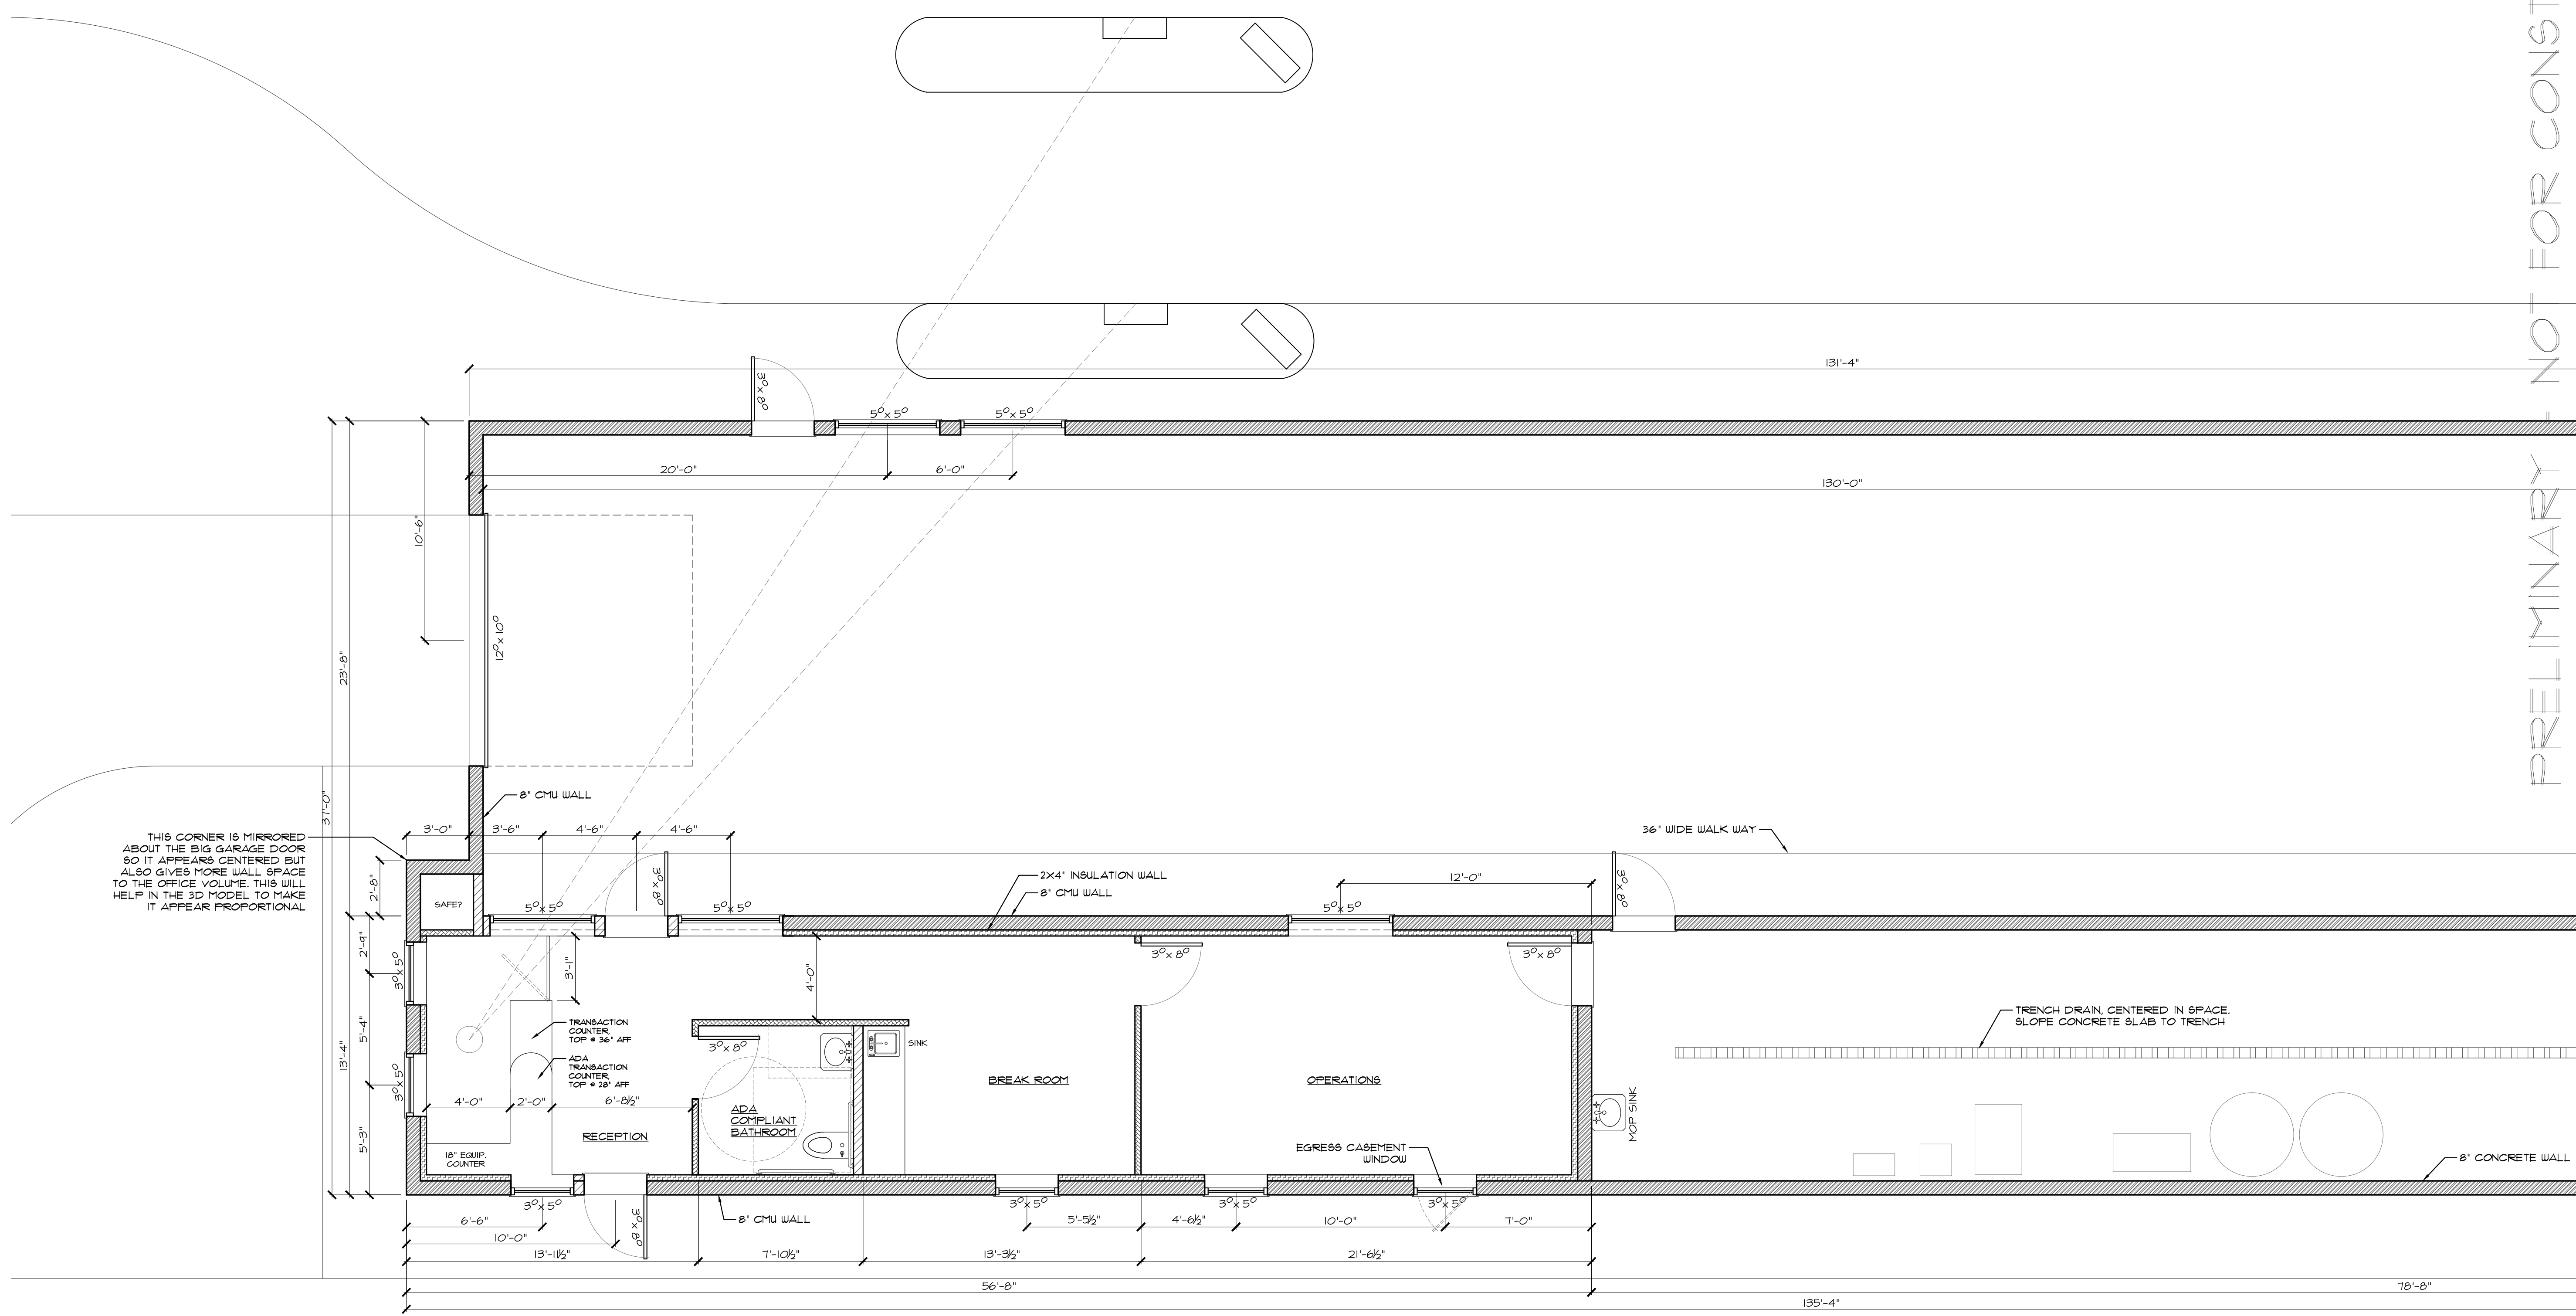 PRELIMINARY - NOT FOR CONST
131'-4"
3⁰x 8⁰
5⁰x 5⁰
5⁰x 5⁰
20'-0"
6'-0"
130'-0"
10'-6"
12⁰x 10⁰
23'-8"
37'-0"
8" CMU WALL
THIS CORNER IS MIRRORED
ABOUT THE BIG GARAGE DOOR
SO IT APPEARS CENTERED BUT
ALSO GIVES MORE WALL SPACE
TO THE OFFICE VOLUME. THIS WILL
HELP IN THE 3D MODEL TO MAKE
IT APPEAR PROPORTIONAL
3'-0"
3'-6"
4'-6"
4'-6"
36" WIDE WALK WAY
2'-8"
SAFE?
5⁰x 5⁰
3⁰x 8⁰
5⁰x 5⁰
2X4" INSULATION WALL
8" CMU WALL
12'-0"
5⁰x 5⁰
3⁰x 8⁰
2'-9"
3⁰x 5⁰
3'-1"
4'-0"
3⁰x 8⁰
3⁰x 8⁰
5'-4"
13'-4"
TRANSACTION
COUNTER,
TOP @ 36" AFF
ADA
TRANSACTION
COUNTER,
TOP @ 28" AFF
3⁰x 8⁰
SINK
TRENCH DRAIN, CENTERED IN SPACE.
SLOPE CONCRETE SLAB TO TRENCH
3⁰x 5⁰
BREAK ROOM
OPERATIONS
4'-0"
2'-0"
6'-8½"
ADA
COMPLIANT
BATHROOM
RECEPTION
MOP SINK
5'-3"
18" EQUIP.
COUNTER
EGRESS CASEMENT
WINDOW
8" CONCRETE WALL
3⁰x 5⁰
3⁰x 8⁰
8" CMU WALL
3⁰x 5⁰
3⁰x 5⁰
3⁰x 5⁰
6'-6"
5'-5½"
4'-6½"
10'-0"
7'-0"
10'-0"
13'-11½"
7'-10½"
13'-3½"
21'-6½"
56'-8"
78'-8"
135'-4"